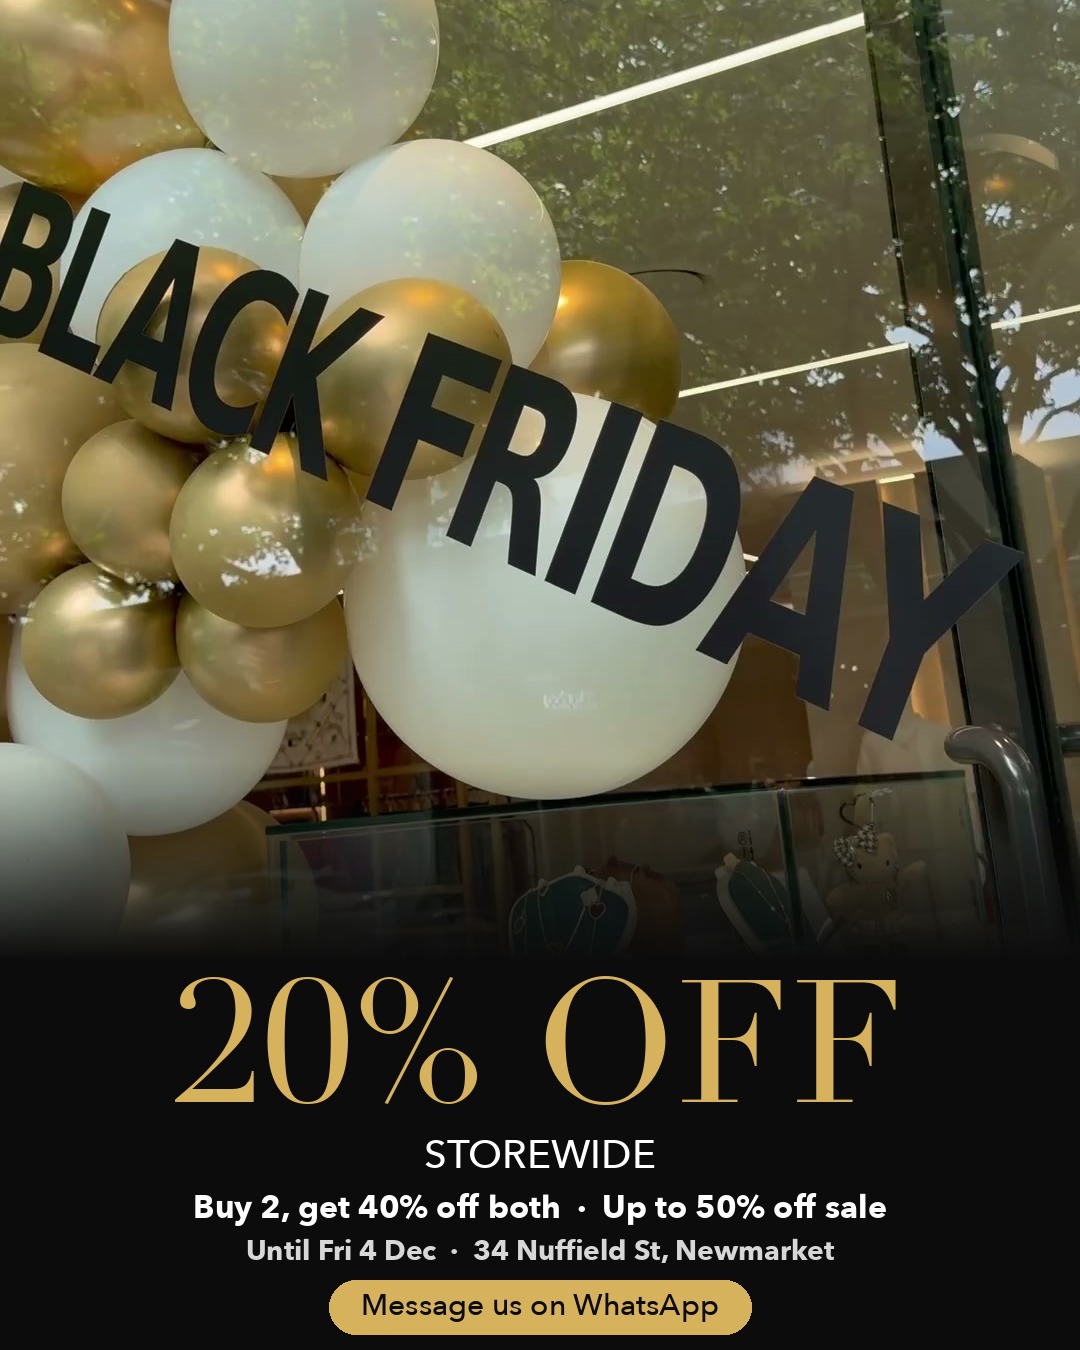 BLACK FRIDAY
20% OFF
STOREWIDE
Buy 2, get 40% off both · Up to 50% off sale
Until Fri 4 Dec · 34 Nuffield St, Newmarket
Message us on WhatsApp